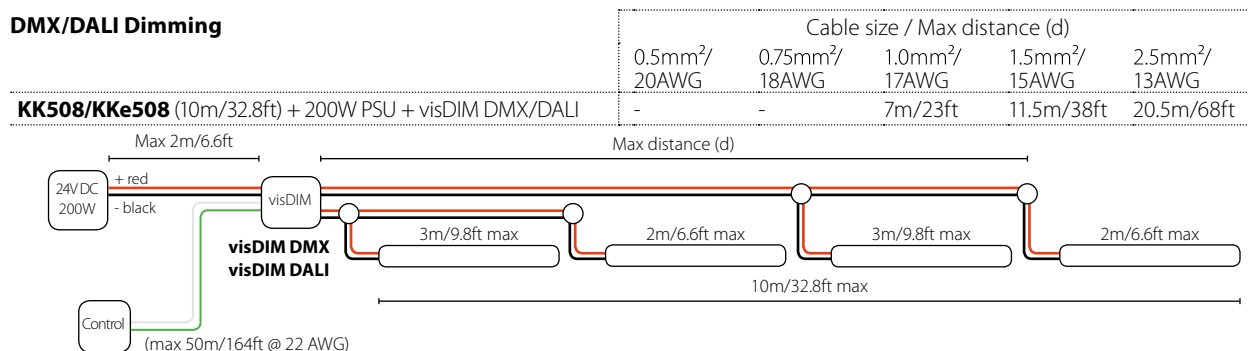 DMX/DALI Dimming
Cable size / Max distance (d)
0.5mm²/ 0.75mm²/ 1.0mm²/ 1.5mm²/ 2.5mm²/
20AWG 18AWG 17AWG 15AWG 13AWG
KK508/KKe508 (10m/32.8ft) + 200W PSU + visDIM DMX/DALI - - 7m/23ft 11.5m/38ft 20.5m/68ft
Max 2m/6.6ft
Max distance (d)
24V DC
200W
+ red
- black
visDIM
visDIM DMX
visDIM DALI
3m/9.8ft max
2m/6.6ft max
3m/9.8ft max
2m/6.6ft max
10m/32.8ft max
Control
(max 50m/164ft @ 22 AWG)